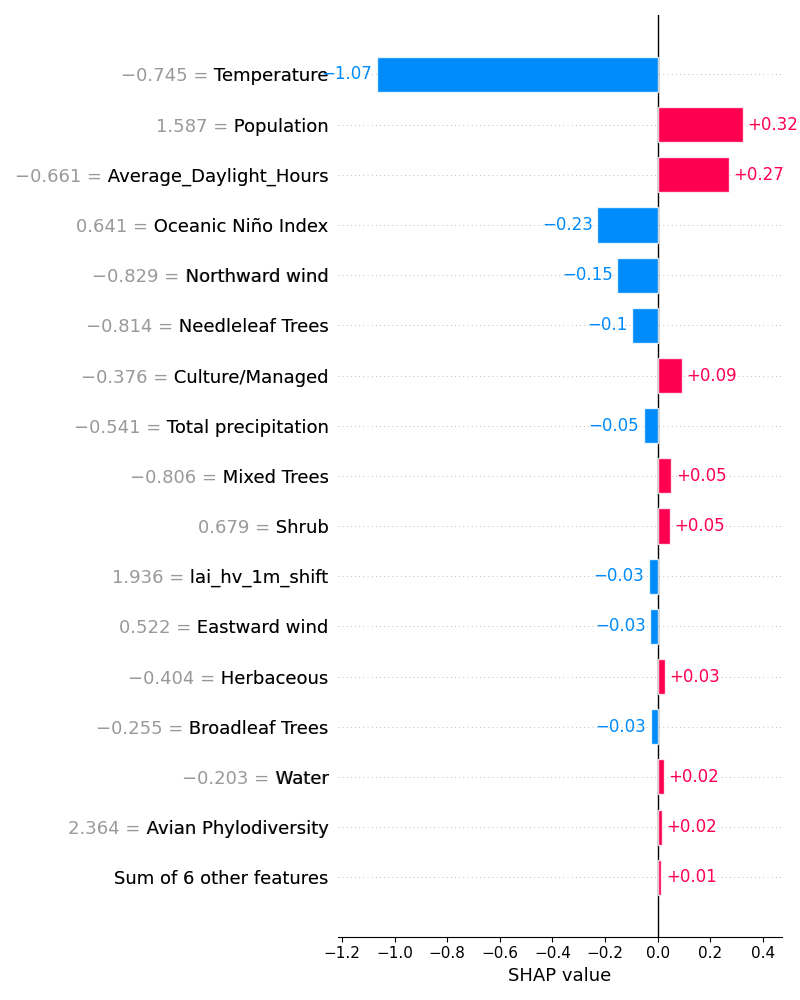 −0.745 = Temperature −1.07
1.587 = Population +0.32
−0.661 = Average_Daylight_Hours +0.27
0.641 = Oceanic Niño Index −0.23
−0.829 = Northward wind −0.15
−0.814 = Needleleaf Trees −0.1
−0.376 = Culture/Managed +0.09
−0.541 = Total precipitation −0.05
−0.806 = Mixed Trees +0.05
0.679 = Shrub +0.05
1.936 = lai_hv_1m_shift −0.03
0.522 = Eastward wind −0.03
−0.404 = Herbaceous +0.03
−0.255 = Broadleaf Trees −0.03
−0.203 = Water +0.02
2.364 = Avian Phylodiversity +0.02
Sum of 6 other features +0.01
−1.2 −1.0 −0.8 −0.6 −0.4 −0.2 0.0 0.2 0.4
SHAP value